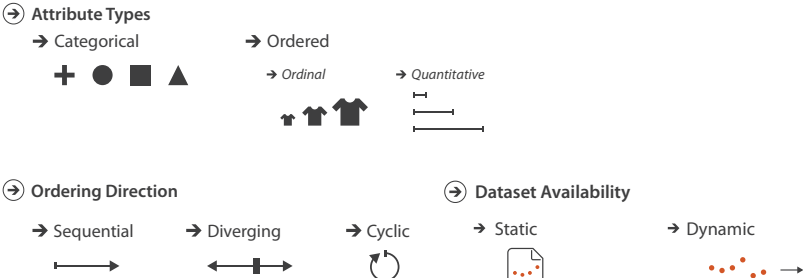 Attribute Types
Categorical
Ordered
Ordinal
Quantitative
Ordering Direction
Sequential
Diverging
Cyclic
Dataset Availability
Static
Dynamic